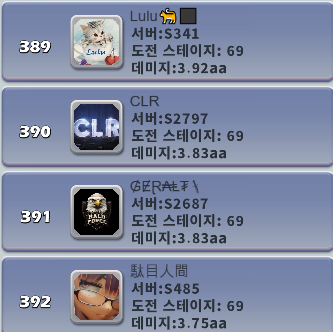 389
Lulu🐈⬛
서버:S341
도전 스테이지: 69
데미지:3.92aa
390
CLR
CLR
서버:S2797
도전 스테이지: 69
데미지:3.83aa
391
HALO
FORCE
₲ɆR₳Ⱡ₮ \
서버:S2687
도전 스테이지: 69
데미지:3.83aa
392
駄目人間
서버:S485
도전 스테이지: 69
데미지:3.75aa